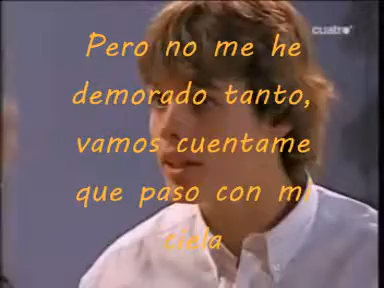 cuatro
Pero no me he
demorado tanto,
vamos cuentame
que paso con mi
ciela